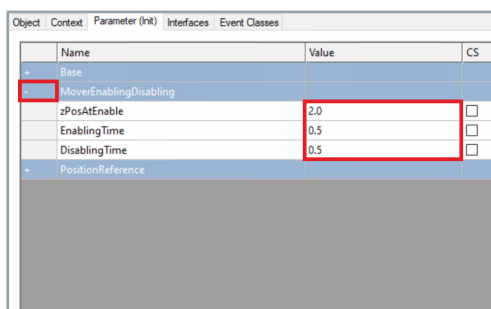 Object Context Parameter (Init) Interfaces Event Classes
Name Value CS
+ Base
- MoverEnablingDisabling
zPosAtEnable 2.0
EnablingTime 0.5
DisablingTime 0.5
+ PositionReference